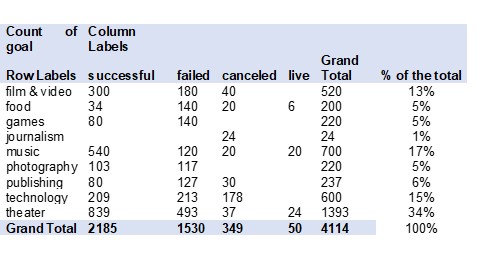 Count of Column
goal Labels
Grand
Row Labels successful failed canceled live Total % of the total
film & video 300 180 40 520 13%
food 34 140 20 6 200 5%
games 80 140 220 5%
journalism 24 24 1%
music 540 120 20 20 700 17%
photography 103 117 220 5%
publishing 80 127 30 237 6%
technology 209 213 178 600 15%
theater 839 493 37 24 1393 34%
Grand Total 2185 1530 349 50 4114 100%